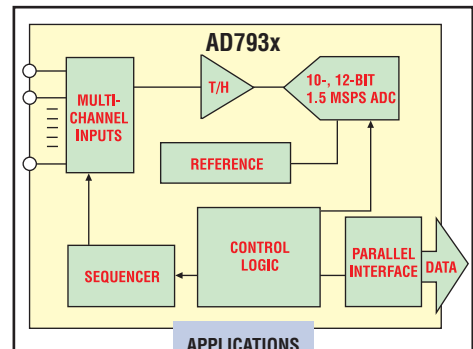 AD793x
MULTI-
CHANNEL
INPUTS
T/H
10-, 12-BIT
1.5 MSPS ADC
REFERENCE
SEQUENCER
CONTROL
LOGIC
PARALLEL
INTERFACE
DATA
APPLICATIONS